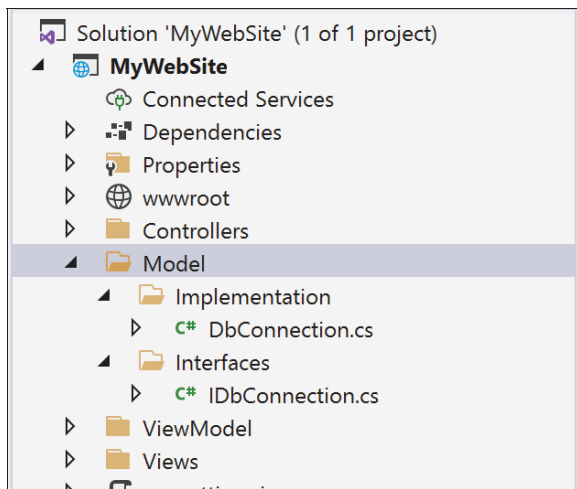 Solution 'MyWebSite' (1 of 1 project)
MyWebSite
Connected Services
Dependencies
Properties
wwwroot
Controllers
Model
Implementation
C# DbConnection.cs
Interfaces
C# IDbConnection.cs
ViewModel
Views